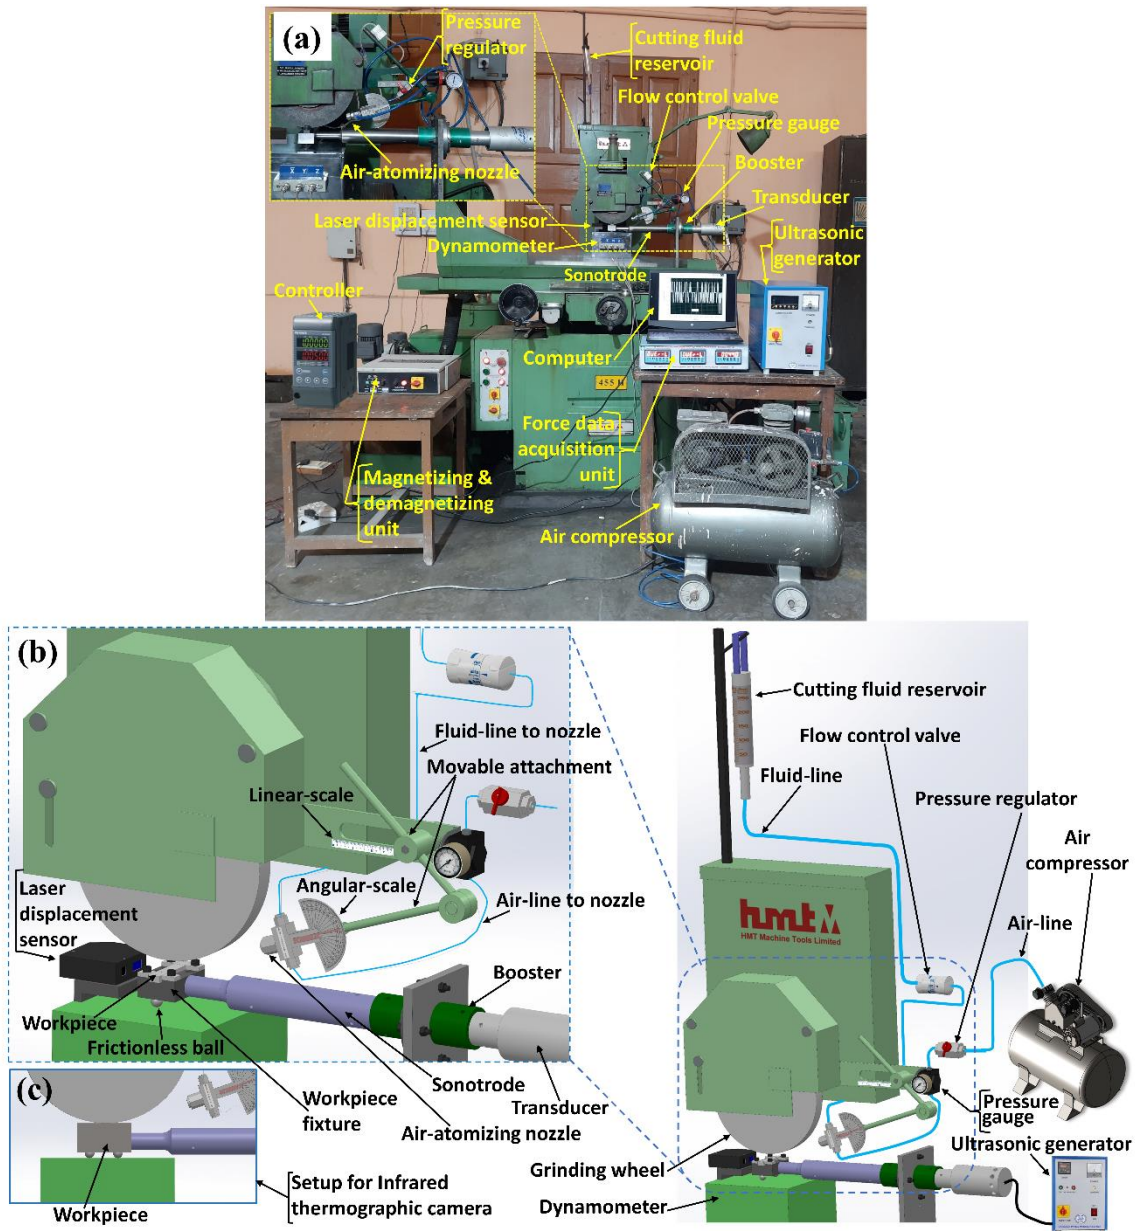 (a)
Pressure
regulator
Cutting fluid
reservoir
Flow control valve
Pressure gauge
Booster
Air-atomizing nozzle
Transducer
Laser displacement sensor
Dynamometer
Ultrasonic
generator
Sonotrode
Controller
Computer
455 H
Force data
acquisition
unit
Magnetizing &
demagnetizing
unit
Air compressor
(b)
Fluid-line to nozzle
Movable attachment
Linear-scale
Angular-scale
Air-line to nozzle
Laser
displacement
sensor
Booster
Workpiece
Frictionless ball
Sonotrode
Workpiece
fixture
Transducer
Air-atomizing nozzle
Cutting fluid reservoir
Flow control valve
Fluid-line
Pressure regulator
Air
compressor
Air-line
hmt
HMT Machine Tools Limited
Pressure
gauge
Ultrasonic generator
Grinding wheel
Dynamometer
(c)
Workpiece
Setup for Infrared
thermographic camera